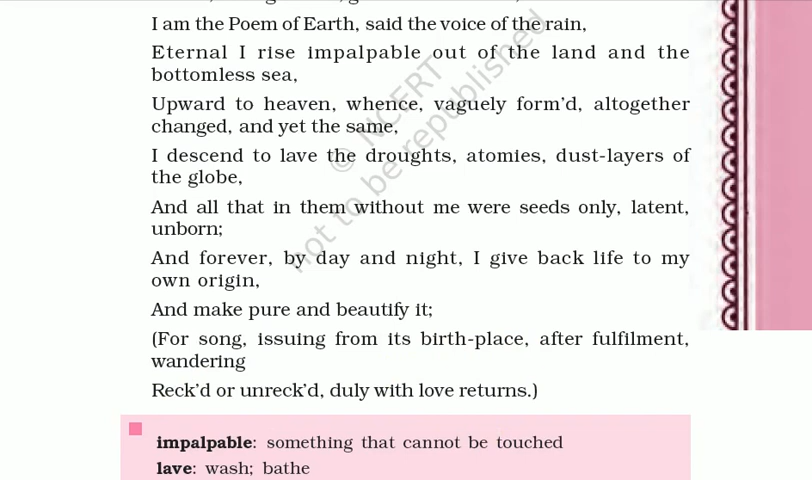 I am the Poem of Earth, said the voice of the rain,
Eternal I rise impalpable out of the land and the
bottomless sea,
Upward to heaven, whence, vaguely form'd, altogether
changed, and yet the same,
I descend to lave the droughts, atomies, dust-layers of
the globe,
And all that in them without me were seeds only, latent,
unborn;
And forever, by day and night, I give back life to my
own origin,
And make pure and beautify it;
(For song, issuing from its birth-place, after fulfilment,
wandering
Reck'd or unreck'd, duly with love returns.)
impalpable: something that cannot be touched
lave: wash; bathe
© NCERT
not to be republished